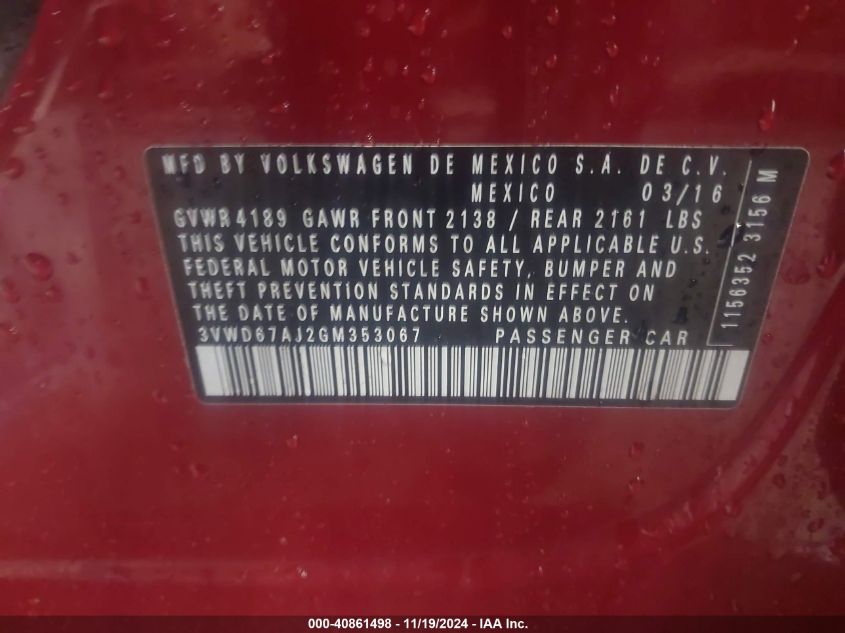 MFD BY VOLKSWAGEN DE MEXICO S.A. DE C.V.
MEXICO 03/16
GVWR 4189 GAWR FRONT 2138 / REAR 2161 LBS
THIS VEHICLE CONFORMS TO ALL APPLICABLE U.S.
FEDERAL MOTOR VEHICLE SAFETY, BUMPER AND
THEFT PREVENTION STANDARDS IN EFFECT ON
THE DATE OF MANUFACTURE SHOWN ABOVE.
3VWD67AJ2GM353067 PASSENGER CAR
1156352 3156 M
000-40861498 - 11/19/2024 - IAA Inc.